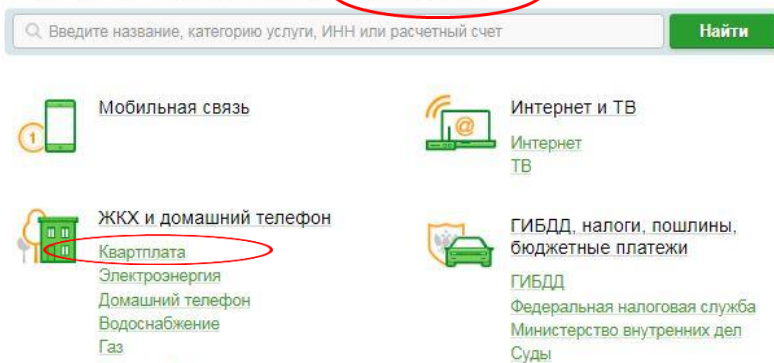 Введите название, категорию услуги, ИНН или расчетный счет
Найти
Мобильная связь
1
Интернет и ТВ
@
Интернет
ТВ
ЖКХ и домашний телефон
Квартплата
Электроэнергия
Домашний телефон
Водоснабжение
Газ
ГИБДД, налоги, пошлины,
бюджетные платежи
ГИБДД
Федеральная налоговая служба
Министерство внутренних дел
Суды